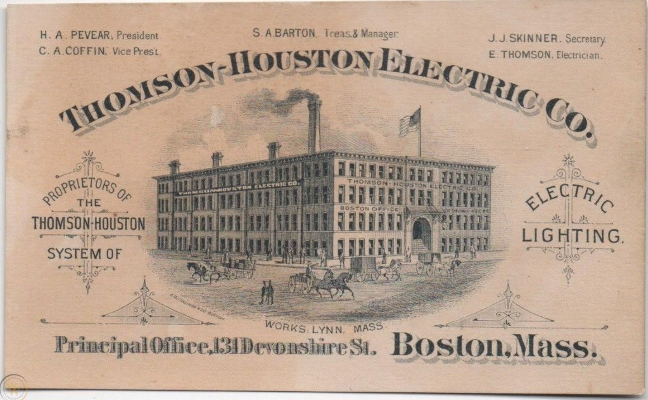 H. A. PEVEAR, President
C. A. COFFIN, Vice Prest.
S. A BARTON, Treas. & Manager
J. J. SKINNER, Secretary
E. THOMSON, Electrician.
THOMSON-HOUSTON ELECTRIC CO.
PROPRIETORS OF
THE
THOMSON-HOUSTON
SYSTEM OF
ELECTRIC
LIGHTING.
THOMSON-HOUSTON ELECTRIC CO.
THOMSON-HOUSTON ELECTRIC CO.
BOSTON OFFICE
WORKS, LYNN, MASS
Principal Office, 131 Devonshire St. Boston, Mass.